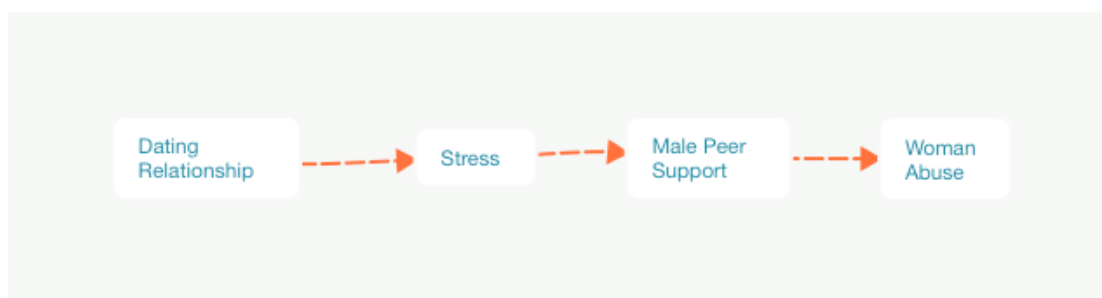 Dating
Relationship
Stress
Male Peer
Support
Woman
Abuse